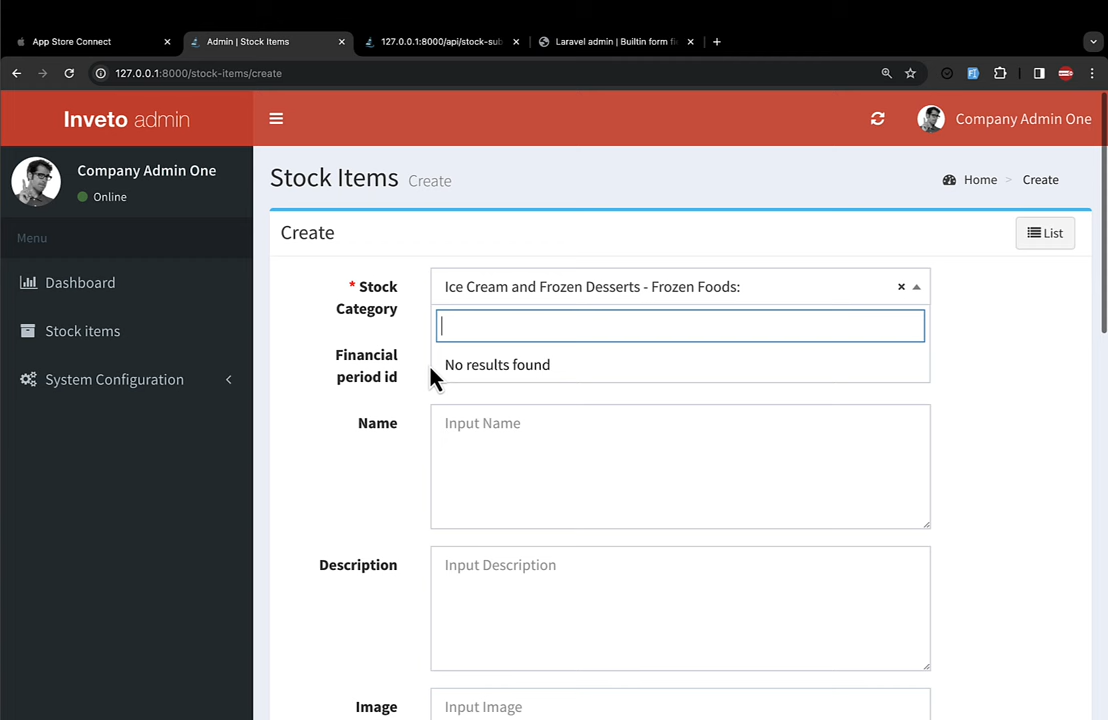 App Store Connect
Admin | Stock Items
127.0.0.1:8000/api/stock-sub
Laravel admin | Builtin form fi
127.0.0.1:8000/stock-items/create
Inveto admin
Company Admin One
Company Admin One
Online
Menu
Dashboard
Stock items
System Configuration
Stock Items Create
Home > Create
Create
List
* Stock Category
Ice Cream and Frozen Desserts - Frozen Foods:
No results found
Financial period id
Name
Input Name
Description
Input Description
Image
Input Image